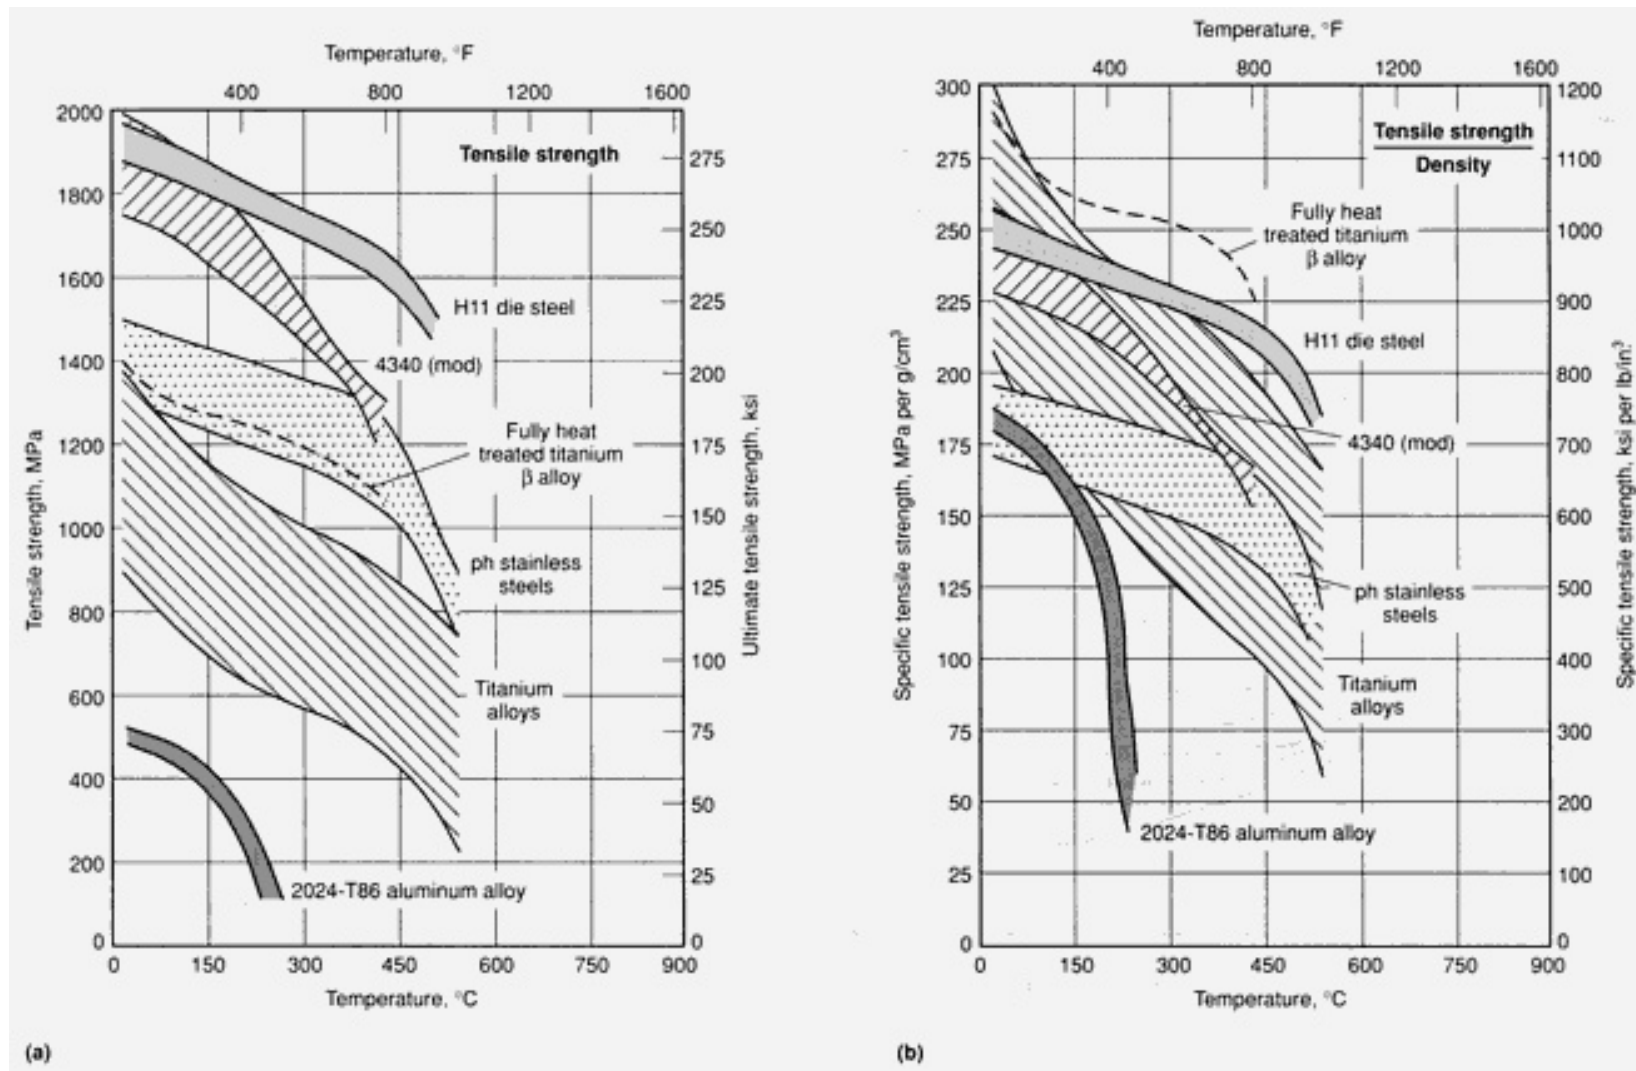 Temperature, °F
400 800 1200 1600
2000
1800
1600
1400
1200
1000
800
600
400
200
0
Tensile strength, MPa
Tensile strength
H11 die steel
4340 (mod)
Fully heat
treated titanium
β alloy
ph stainless
steels
Titanium
alloys
2024-T86 aluminum alloy
275
250
225
200
175
150
125
100
75
50
25
0
Ultimate tensile strength, ksi
0 150 300 450 600 750 900
Temperature, °C
(a)
Temperature, °F
400 800 1200 1600
300
275
250
225
200
175
150
125
100
75
50
25
0
Specific tensile strength, MPa per g/cm³
Tensile strength
Density
Fully heat
treated titanium
β alloy
H11 die steel
4340 (mod)
ph stainless
steels
Titanium
alloys
2024-T86 aluminum alloy
1200
1100
1000
900
800
700
600
500
400
300
200
100
0
Specific tensile strength, ksi per lb/in³
0 150 300 450 600 750 900
Temperature, °C
(b)